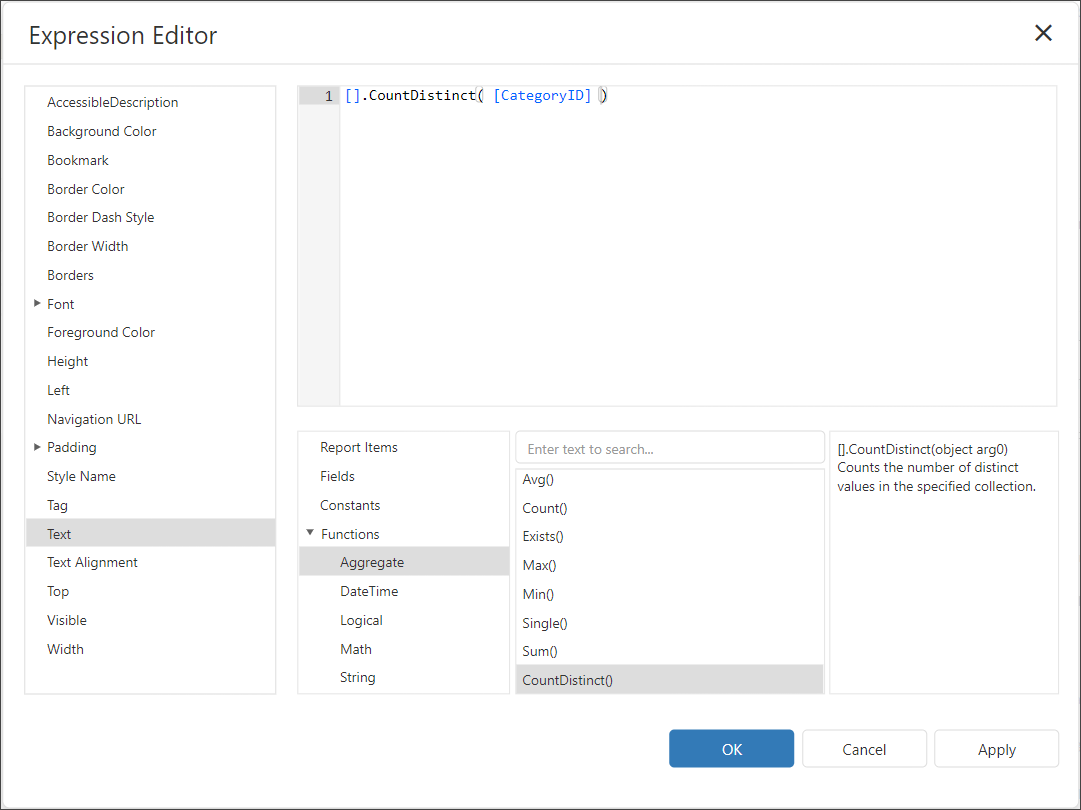 Expression Editor
AccessibleDescription
Background Color
Bookmark
Border Color
Border Dash Style
Border Width
Borders
Font
Foreground Color
Height
Left
Navigation URL
Padding
Style Name
Tag
Text
Text Alignment
Top
Visible
Width
1 [].CountDistinct( [CategoryID] )
Report Items
Fields
Constants
Functions
Aggregate
DateTime
Logical
Math
String
Enter text to search...
Avg()
Count()
Exists()
Max()
Min()
Single()
Sum()
CountDistinct()
[].CountDistinct(object arg0)
Counts the number of distinct
values in the specified collection.
OK
Cancel
Apply